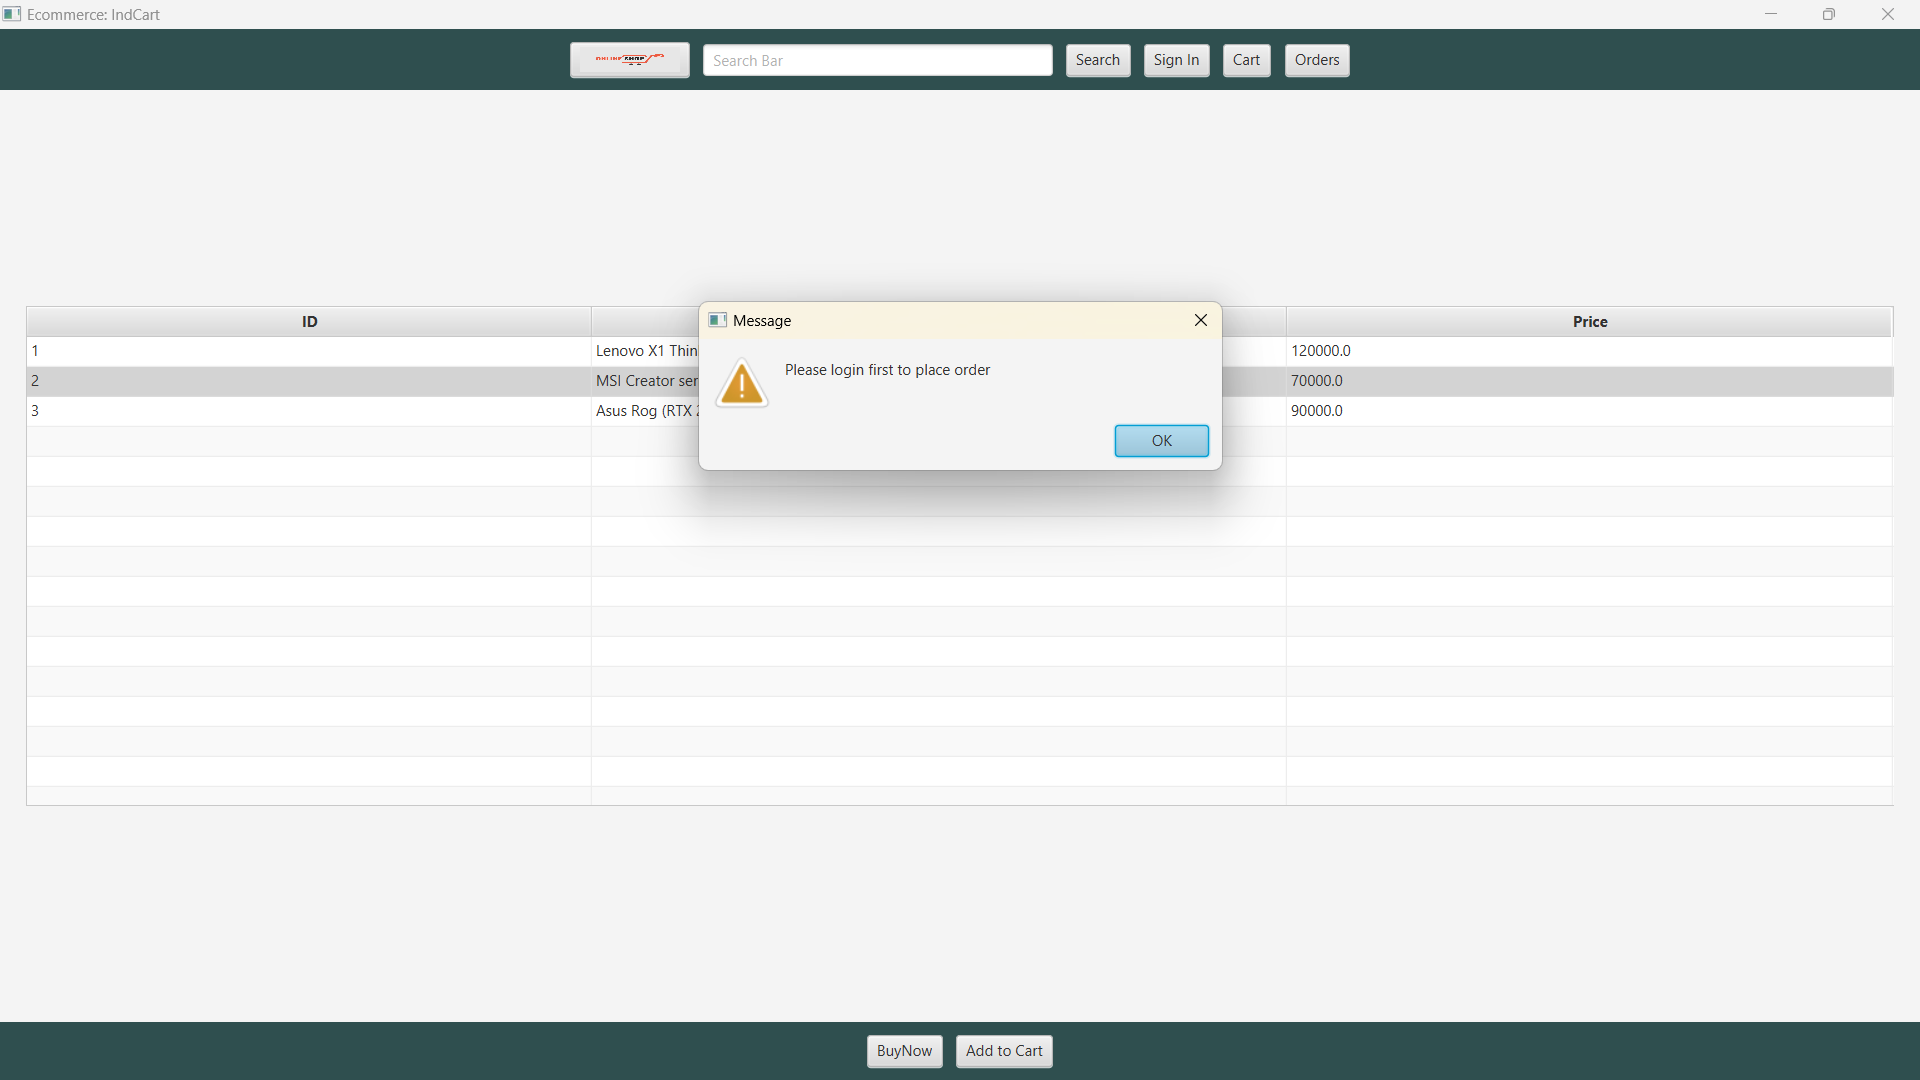 Ecommerce: IndCart
ONLINE SHOP
Search Bar
Search
Sign In
Cart
Orders
ID
Price
Message
Please login first to place order
OK
1
Lenovo X1 Thin
120000.0
2
MSI Creator ser
70000.0
3
Asus Rog (RTX
90000.0
BuyNow
Add to Cart